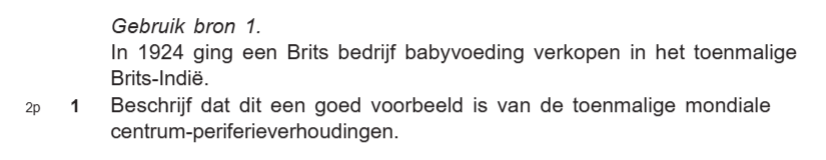 Gebruik bron 1.
In 1924 ging een Brits bedrijf babyvoeding verkopen in het toenmalige
Brits-Indië.
2p 1 Beschrijf dat dit een goed voorbeeld is van de toenmalige mondiale
centrum-periferieverhoudingen.